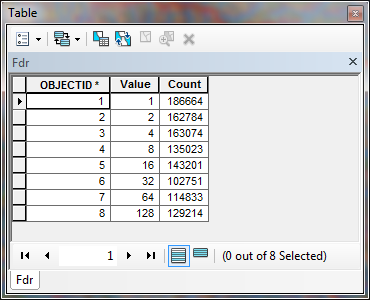 Table
Fdr
OBJECTID * Value Count
1 1 186664
2 2 162784
3 4 163074
4 8 135023
5 16 143201
6 32 102751
7 64 114833
8 128 129214
1 (0 out of 8 Selected)
Fdr